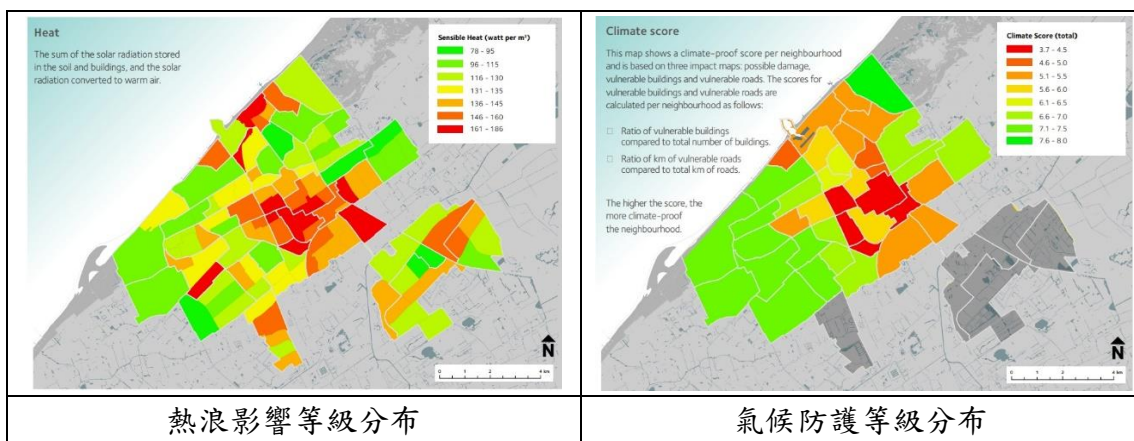 Heat
The sum of the solar radiation stored
in the soil and buildings, and the solar
radiation converted to warm air.
Sensible Heat (watt per m²)
78 - 95
96 - 115
116 - 130
131 - 135
136 - 145
146 - 160
161 - 186
N
0 2 4 km
熱浪影響等級分布
Climate score
This map shows a climate-proof score per neighbourhood
and is based on three impact maps: possible damage,
vulnerable buildings and vulnerable roads. The scores for
vulnerable buildings and vulnerable roads are
calculated per neighbourhood as follows:
Ratio of vulnerable buildings
compared to total number of buildings.
Ratio of km of vulnerable roads
compared to total km of roads.
The higher the score, the
more climate-proof
the neighbourhood.
Climate Score (total)
3.7 - 4.5
4.6 - 5.0
5.1 - 5.5
5.6 - 6.0
6.1 - 6.5
6.6 - 7.0
7.1 - 7.5
7.6 - 8.0
N
0 2 4 km
氣候防護等級分布